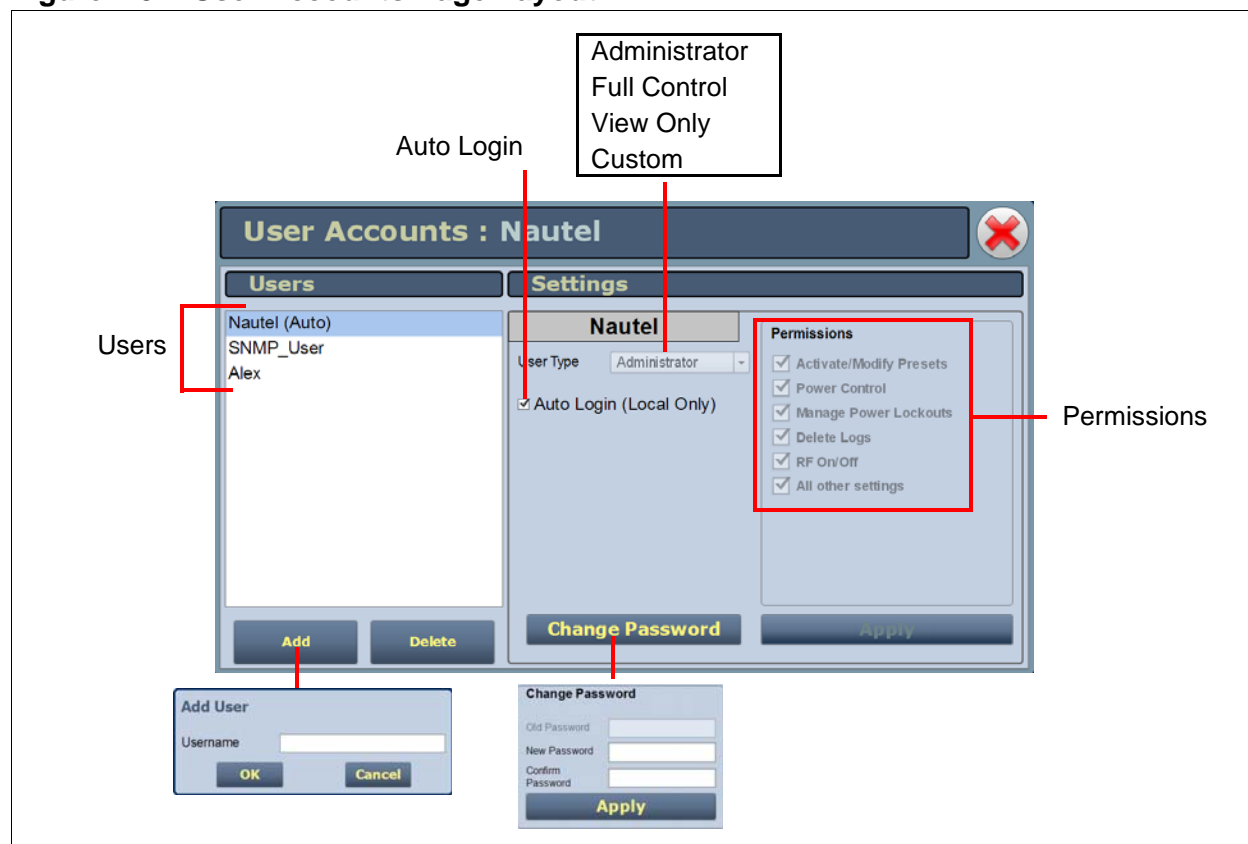 Administrator
Full Control
View Only
Custom
Auto Login
User Accounts : Nautel
Users
Settings
Users
Nautel (Auto)
SNMP_User
Alex
Nautel
User Type
Administrator
Auto Login (Local Only)
Permissions
Activate/Modify Presets
Power Control
Manage Power Lockouts
Delete Logs
RF On/Off
All other settings
Permissions
Add
Delete
Change Password
Apply
Add User
Username
OK
Cancel
Change Password
Old Password
New Password
Confirm
Password
Apply